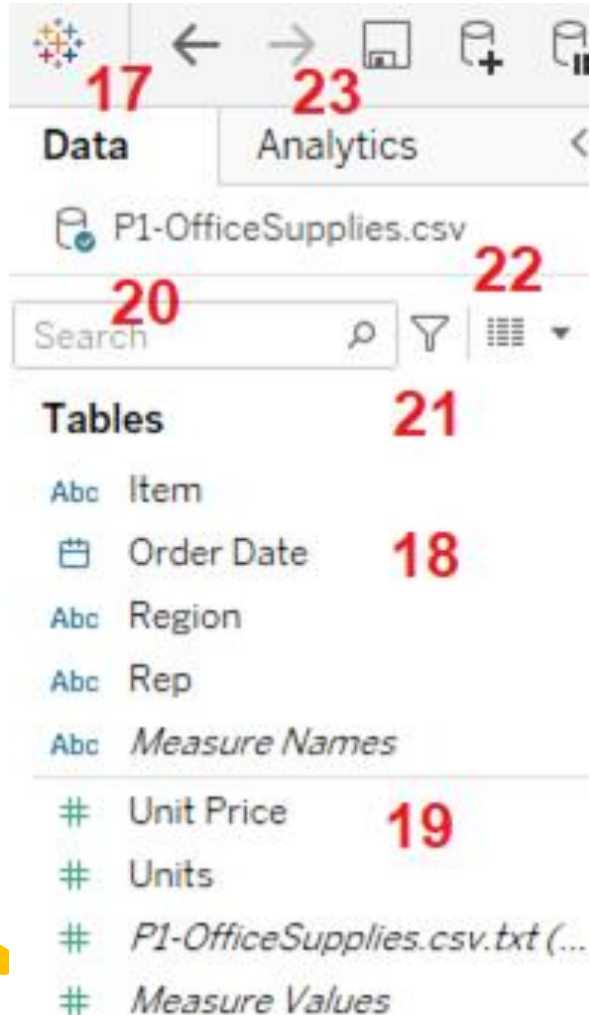 17 23
Data Analytics
P1-OfficeSupplies.csv
20 22
Search
Tables 21
Abc Item
Order Date 18
Abc Region
Abc Rep
Abc Measure Names
# Unit Price 19
# Units
# P1-OfficeSupplies.csv.txt (...
# Measure Values